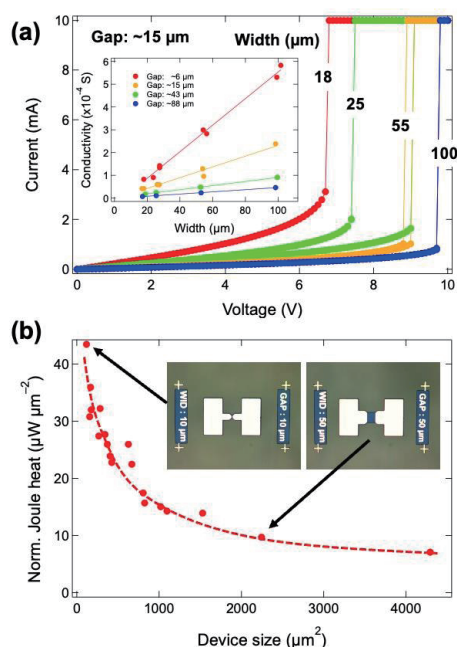 (a)
Gap: ~15 µm
Width (µm)
18
25
55
100
Gap: ~6 µm
Gap: ~15 µm
Gap: ~43 µm
Gap: ~88 µm
Conductivity (x10⁻⁴ S)
6
5
4
3
2
1
0
0 20 40 60 80 100
Width (µm)
Current (mA)
10
8
6
4
2
0
0 2 4 6 8 10
Voltage (V)
(b)
Norm. Joule heat (µW µm⁻²)
40
30
20
10
0
WID : 10 µm
GAP : 10 µm
WID : 50 µm
GAP : 50 µm
0 1000 2000 3000 4000
Device size (µm²)